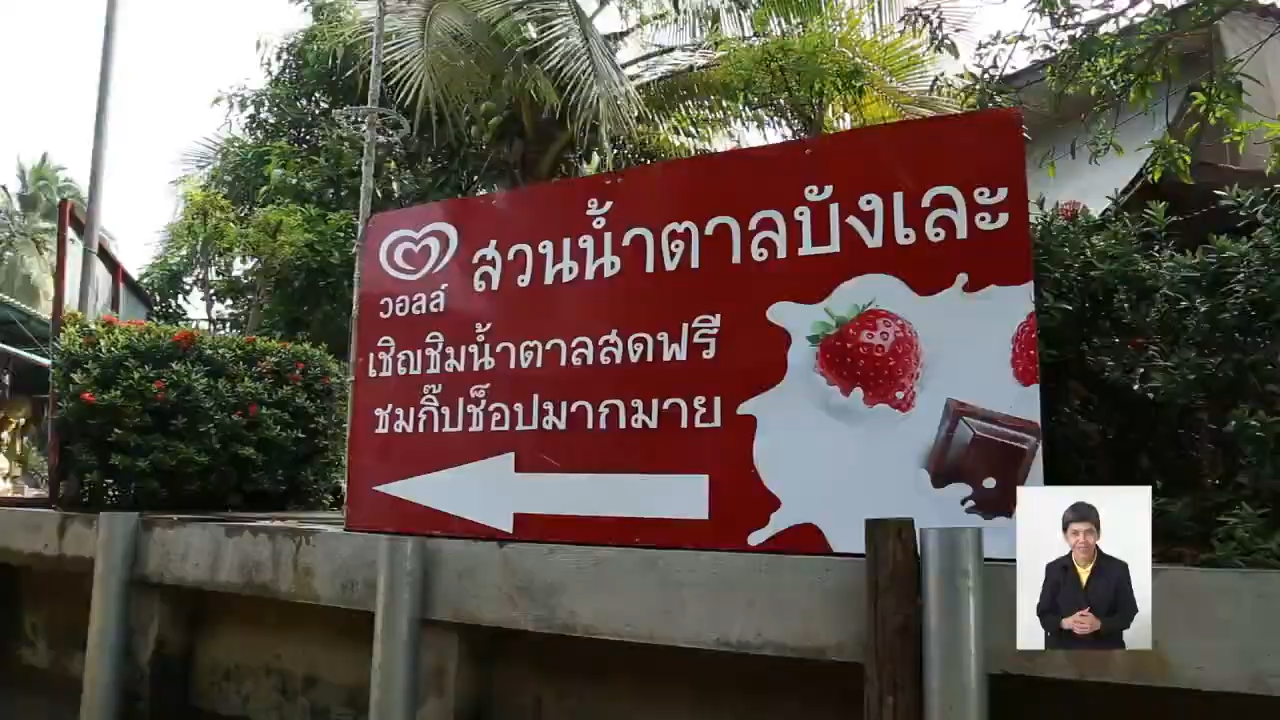 สวนน้ำตาลบังเละ
วอลล์
เชิญชิมน้ำตาลสดฟรี
ชมกิ๊ปช็อปมากมาย